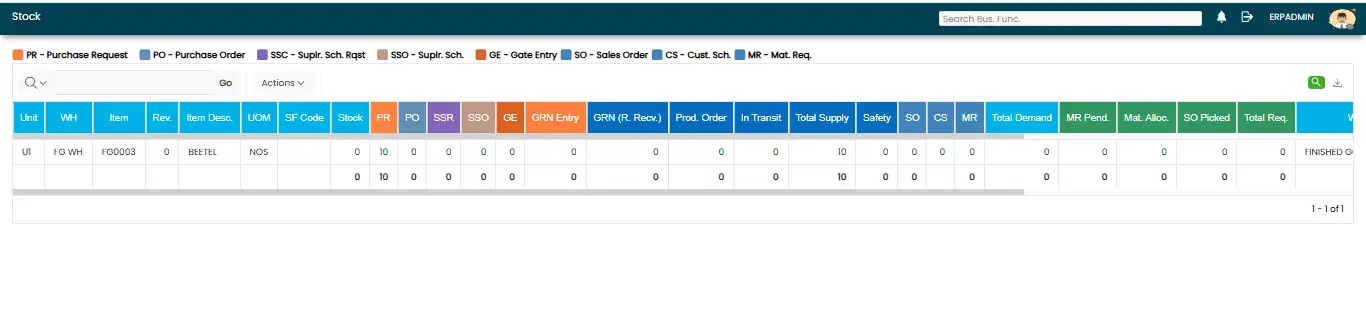 Stock Search Bus. Func. ERPADMIN
PR - Purchase Request PO - Purchase Order SSC - Suplr. Sch. Rqst SSO - Suplr. Sch. GE - Gate Entry SO - Sales Order CS - Cust. Sch. MR - Mat. Req.
Go Actions
Unit WH Item Rev. Item Desc. UOM SF Code Stock PR PO SSR SSO GE GRN Entry GRN (R. Recv.) Prod. Order In Transit Total Supply Safety SO CS MR Total Demand MR Pend. Mat. Alloc. SO Picked Total Req. W
U1 FG WH FG0003 0 BEETEL NOS 0 10 0 0 0 0 0 0 0 0 10 0 0 0 0 0 0 0 0 0 FINISHED G
0 10 0 0 0 0 0 0 0 0 10 0 0 0 0 0 0 0 0
1 - 1 of 1